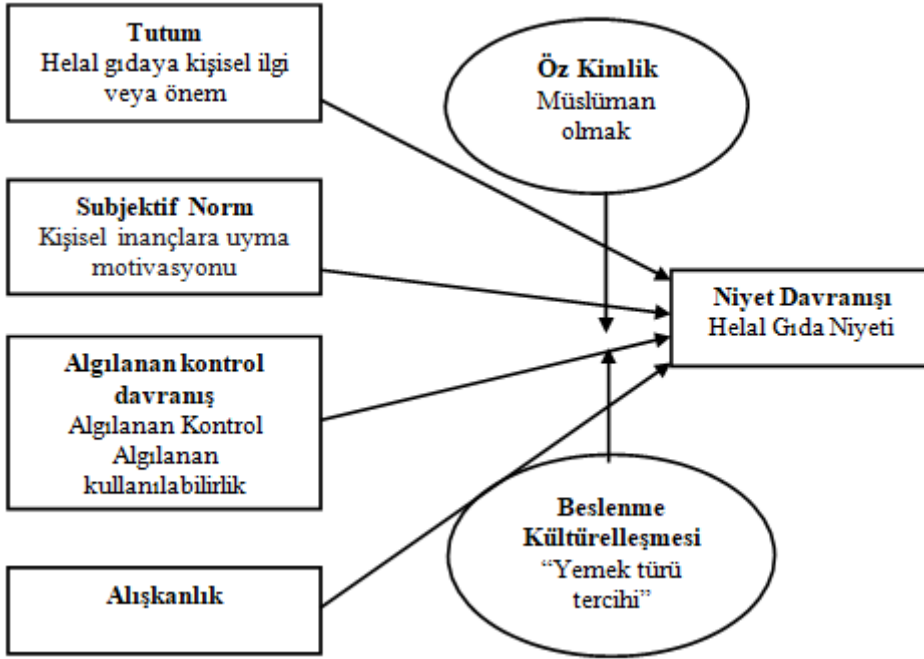 Tutum
Helal gıdaya kişisel ilgi
veya önem
Öz Kimlik
Müslüman
olmak
Subjektif Norm
Kişisel inançlara uyma
motivasyonu
Niyet Davranışı
Helal Gıda Niyeti
Algılanan kontrol
davranış
Algılanan Kontrol
Algılanan
kullanılabilirlik
Beslenme
Kültürelleşmesi
“Yemek türü
tercihi”
Alışkanlık